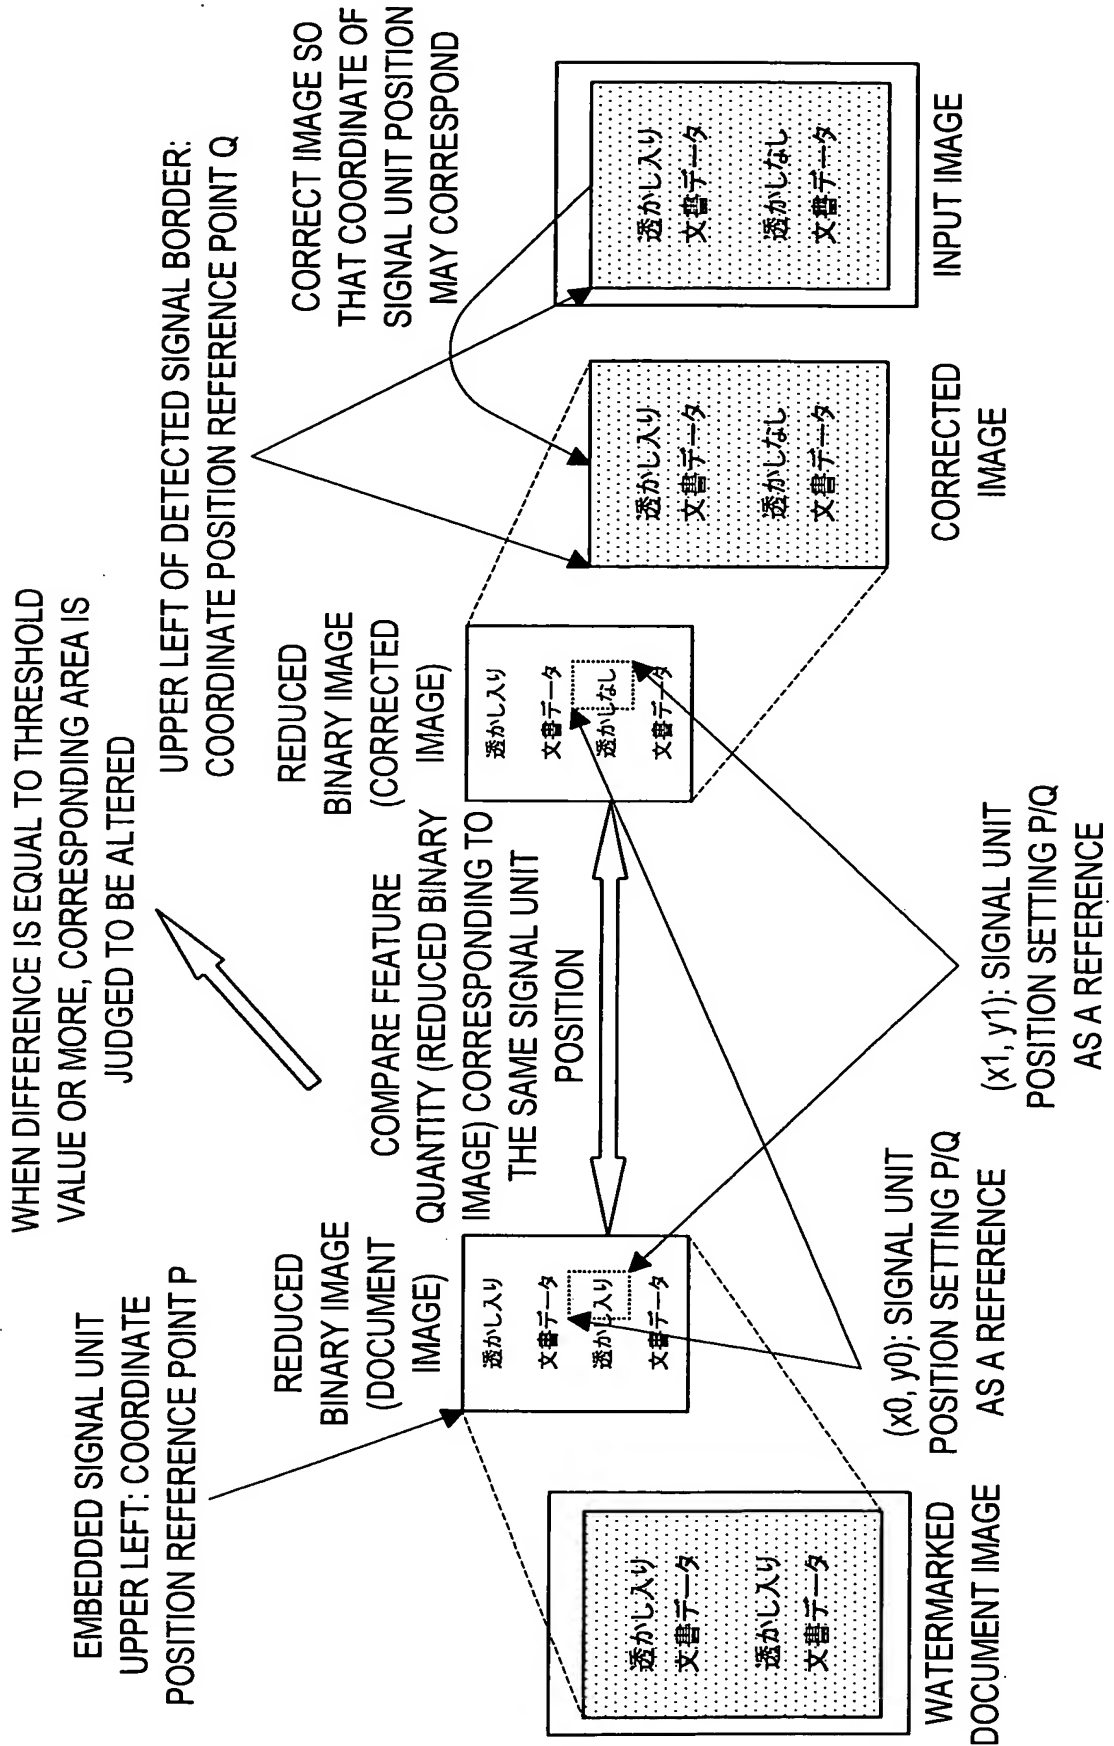 WHEN DIFFERENCE IS EQUAL TO THRESHOLD
VALUE OR MORE, CORRESPONDING AREA IS
JUDGED TO BE ALTERED
EMBEDDED SIGNAL UNIT
UPPER LEFT: COORDINATE
POSITION REFERENCE POINT P
UPPER LEFT OF DETECTED SIGNAL BORDER:
COORDINATE POSITION REFERENCE POINT Q
CORRECT IMAGE SO
THAT COORDINATE OF
SIGNAL UNIT POSITION
MAY CORRESPOND
REDUCED
BINARY IMAGE
(DOCUMENT
IMAGE)
COMPARE FEATURE
QUANTITY (REDUCED BINARY
IMAGE) CORRESPONDING TO
THE SAME SIGNAL UNIT
POSITION
REDUCED
BINARY IMAGE
(CORRECTED
IMAGE)
透かし入り
文書データ
透かし入り
文書データ
透かし入り
文書データ
透かしなし
文書データ
透かし入り
文書データ
透かし入り
文書データ
透かし入り
文書データ
透かしなし
文書データ
透かし入り
文書データ
透かしなし
文書データ
(x0, y0): SIGNAL UNIT
POSITION SETTING P/Q
AS A REFERENCE
(x1, y1): SIGNAL UNIT
POSITION SETTING P/Q
AS A REFERENCE
WATERMARKED
DOCUMENT IMAGE
CORRECTED
IMAGE
INPUT IMAGE